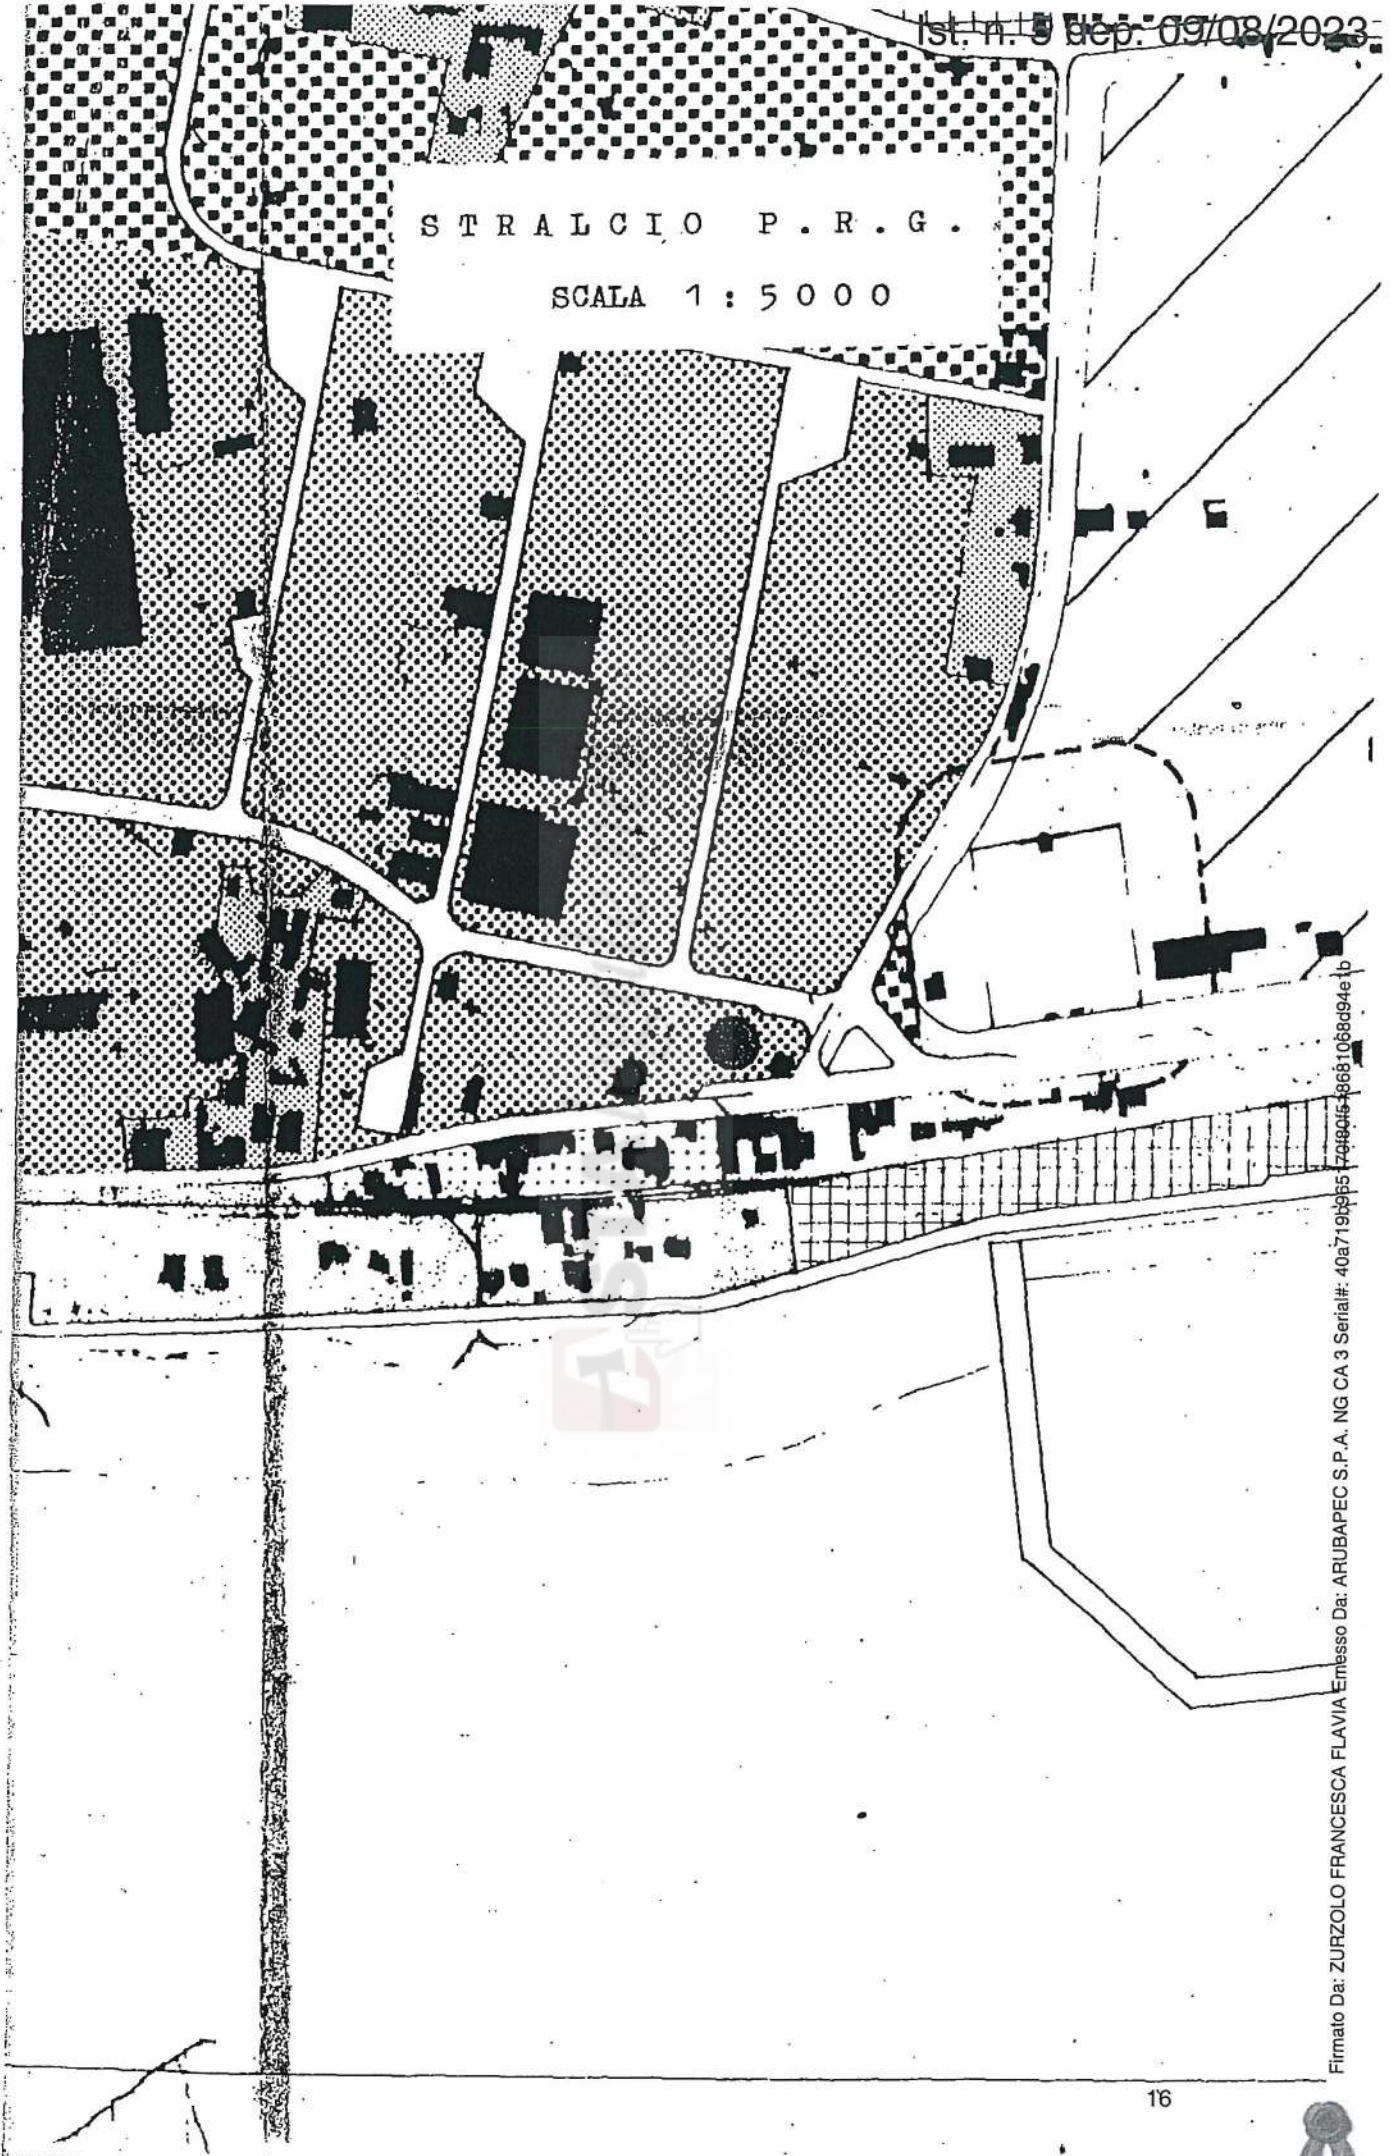 Ist. n. 5 dep. 09/08/2023
STRALCIO P.R.G.
SCALA 1:5000
Firmato Da: ZURZOLO FRANCESCA FLAVIA Emesso Da: ARUBAPEC S.P.A. NG CA 3 Serial#:
16